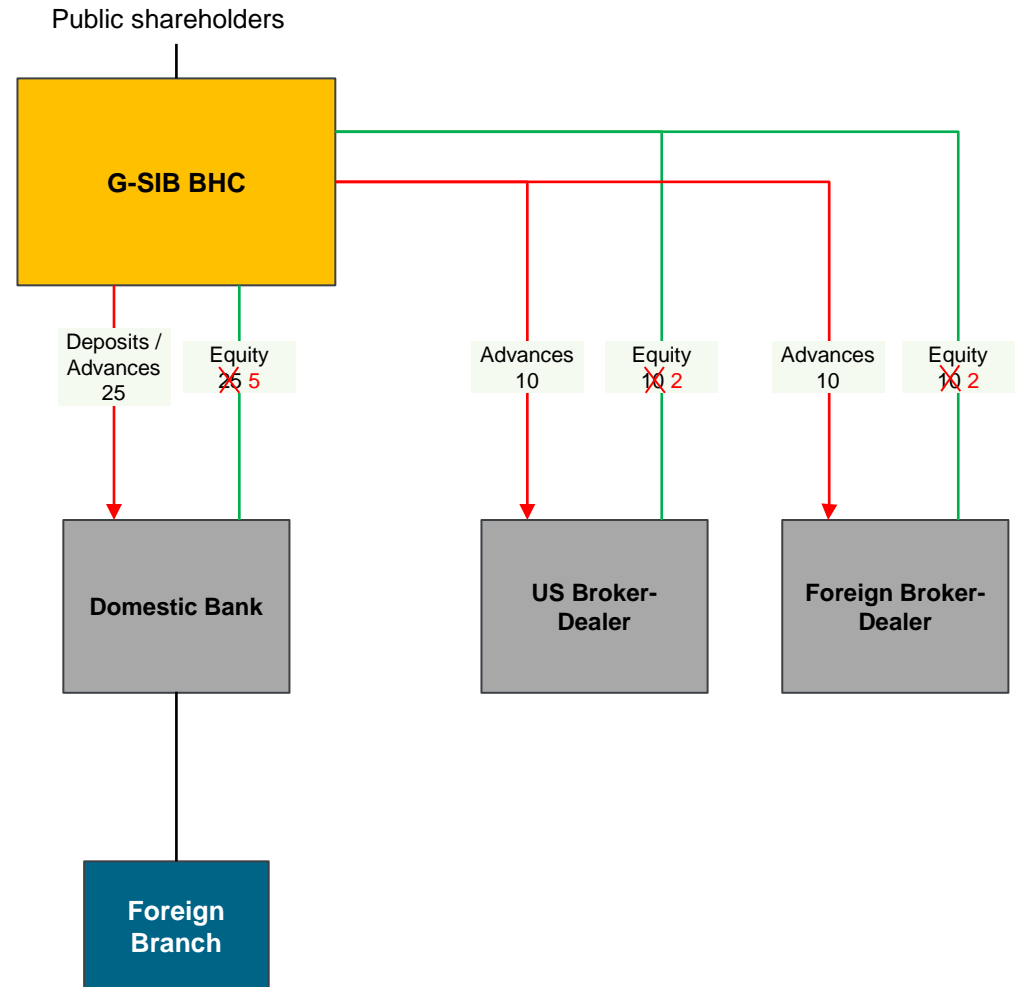 Public shareholders
G-SIB BHC
Deposits /
Advances
25
Equity
25 5
Advances
10
Equity
10 2
Advances
10
Equity
10 2
Domestic Bank
US Broker-
Dealer
Foreign Broker-
Dealer
Foreign
Branch